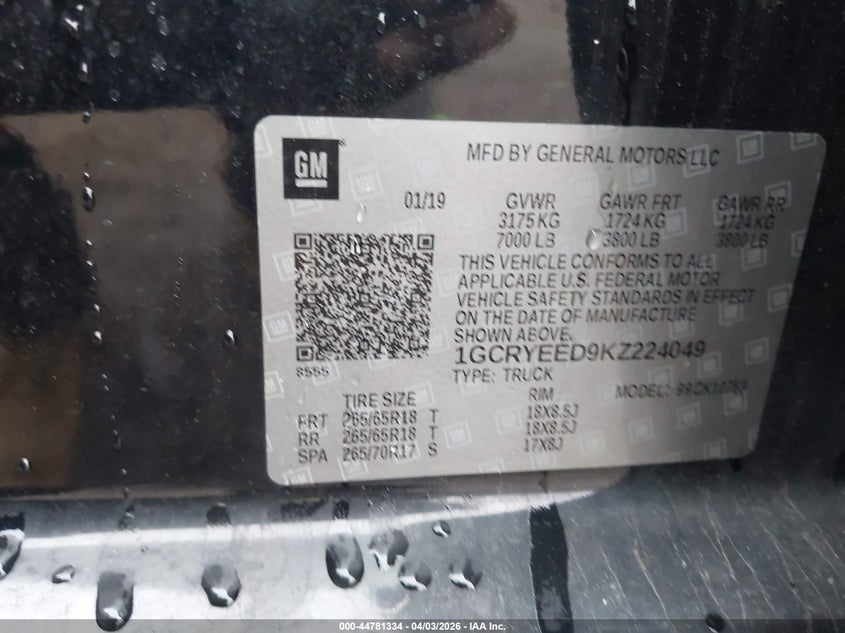 GM
MFD BY GENERAL MOTORS LLC
01/19 GVWR GAWR FRT GAWR RR
3175 KG 1724 KG 1724 KG
7000 LB 3800 LB 3800 LB
THIS VEHICLE CONFORMS TO ALL
APPLICABLE U.S. FEDERAL MOTOR
VEHICLE SAFETY STANDARDS IN EFFECT
ON THE DATE OF MANUFACTURE
SHOWN ABOVE.
8555
1GCRYEED9KZ224049
TYPE: TRUCK MODEL:
TIRE SIZE RIM
FRT 265/65R18 T 18X8.5J
RR 265/65R18 T 18X8.5J
SPA 265/70R17 S 17X8J
000-44781334 - 04/03/2026 - IAA Inc.